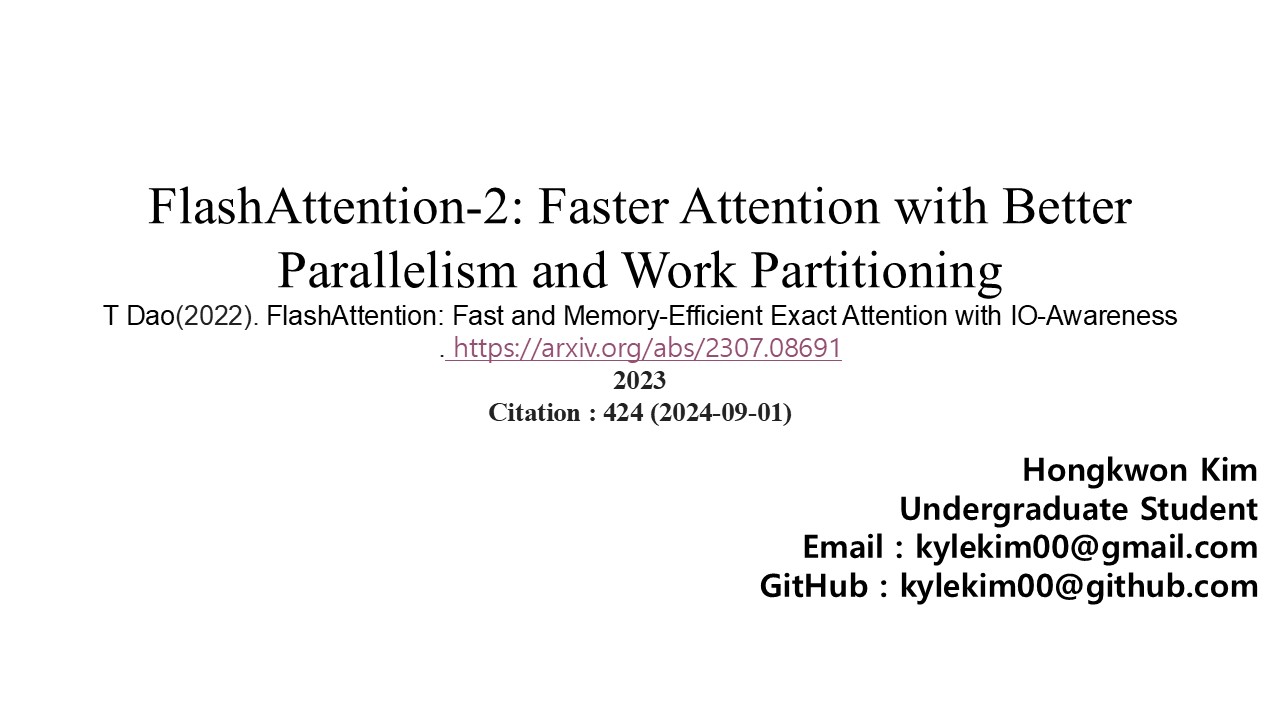 FlashAttention-2: Faster Attention with Better
Parallelism and Work Partitioning
T Dao(2022). FlashAttention: Fast and Memory-Efficient Exact Attention with IO-Awareness
. https://arxiv.org/abs/2307.08691
2023
Citation : 424 (2024-09-01)
Hongkwon Kim
Undergraduate Student
Email : kylekim00@gmail.com
GitHub : kylekim00@github.com